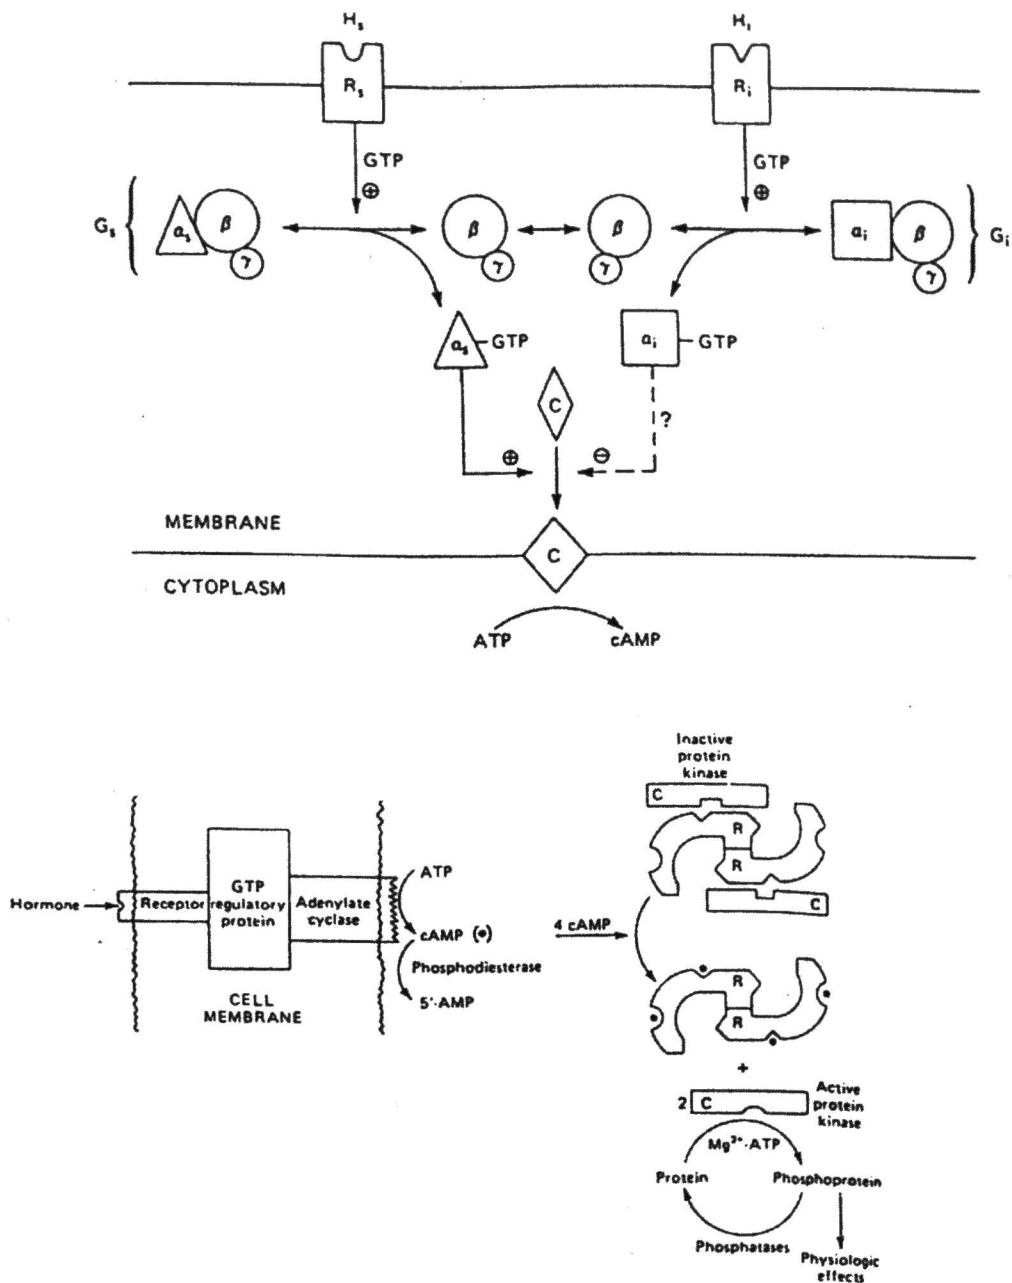 Hs Hi
Rs Ri
GTP GTP
⊕ ⊕
Gs αs β γ β γ β γ αi β γ Gi
αs GTP αi GTP
C ?
⊕ ⊖
MEMBRANE
C
CYTOPLASM
ATP cAMP
Inactive
protein
kinase
C
R
R
C
Hormone
Receptor
GTP
regulatory
protein
Adenylate
cyclase
ATP
cAMP (•)
Phosphodiesterase
5'-AMP
CELL
MEMBRANE
4 cAMP
R
R
+
2 C
Active
protein
kinase
Mg²⁺·ATP
Protein Phosphoprotein
Phosphatases
Physiologic
effects